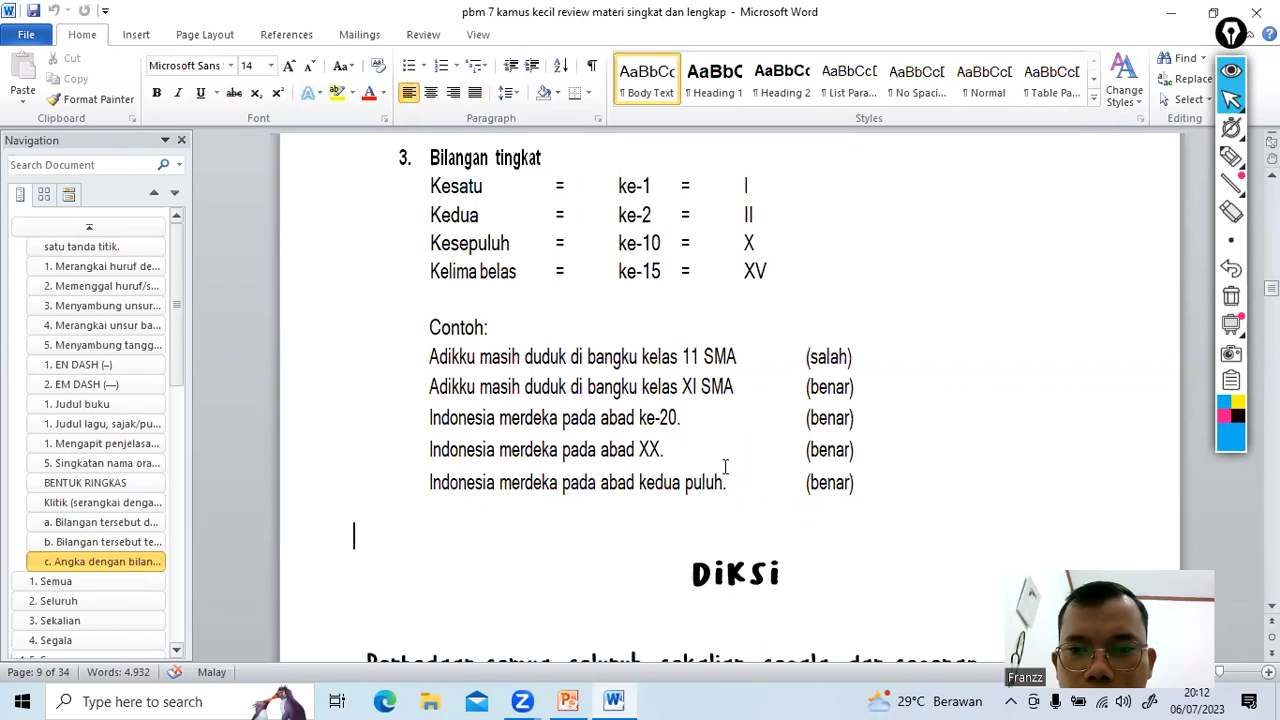 pbm 7 kamus kecil review materi singkat dan lengkap - Microsoft Word
File Home Insert Page Layout References Mailings Review View
Paste
Cut
Copy
Format Painter
Clipboard
Microsoft Sans 14
Font
Paragraph
AaBbCc AaBbC AaBbCc AaBbC AaBbCc AaBbCc AaBbCc
¶ Body Text ¶ Heading 1 ¶ Heading 2 ¶ List Para... ¶ No Spaci... ¶ Normal ¶ Table Pa...
Change Styles
Styles
Find
Replace
Select
Editing
Navigation
Search Document
satu tanda titik.
1. Merangkai huruf de...
2. Memenggal huruf/s...
3. Menyambung unsur...
4. Merangkai unsur ba...
5. Menyambung tangg...
1. EN DASH (–)
2. EM DASH (—)
1. Judul buku
1. Judul lagu, sajak/pu...
1. Mengapit penjelasa...
5. Singkatan nama ora...
BENTUK RINGKAS
Klitik (serangkai denga...
a. Bilangan tersebut d...
b. Bilangan tersebut te...
c. Angka dengan bilan...
1. Semua
2. Seluruh
3. Sekalian
4. Segala
3. Bilangan tingkat
Kesatu = ke-1 = I
Kedua = ke-2 = II
Kesepuluh = ke-10 = X
Kelima belas = ke-15 = XV
Contoh:
Adikku masih duduk di bangku kelas 11 SMA (salah)
Adikku masih duduk di bangku kelas XI SMA (benar)
Indonesia merdeka pada abad ke-20. (benar)
Indonesia merdeka pada abad XX. (benar)
Indonesia merdeka pada abad kedua puluh. (benar)
DIKSI
Franzz
Page: 9 of 34 Words: 4.932 Malay
Type here to search
29°C Berawan
20:12
06/07/2023